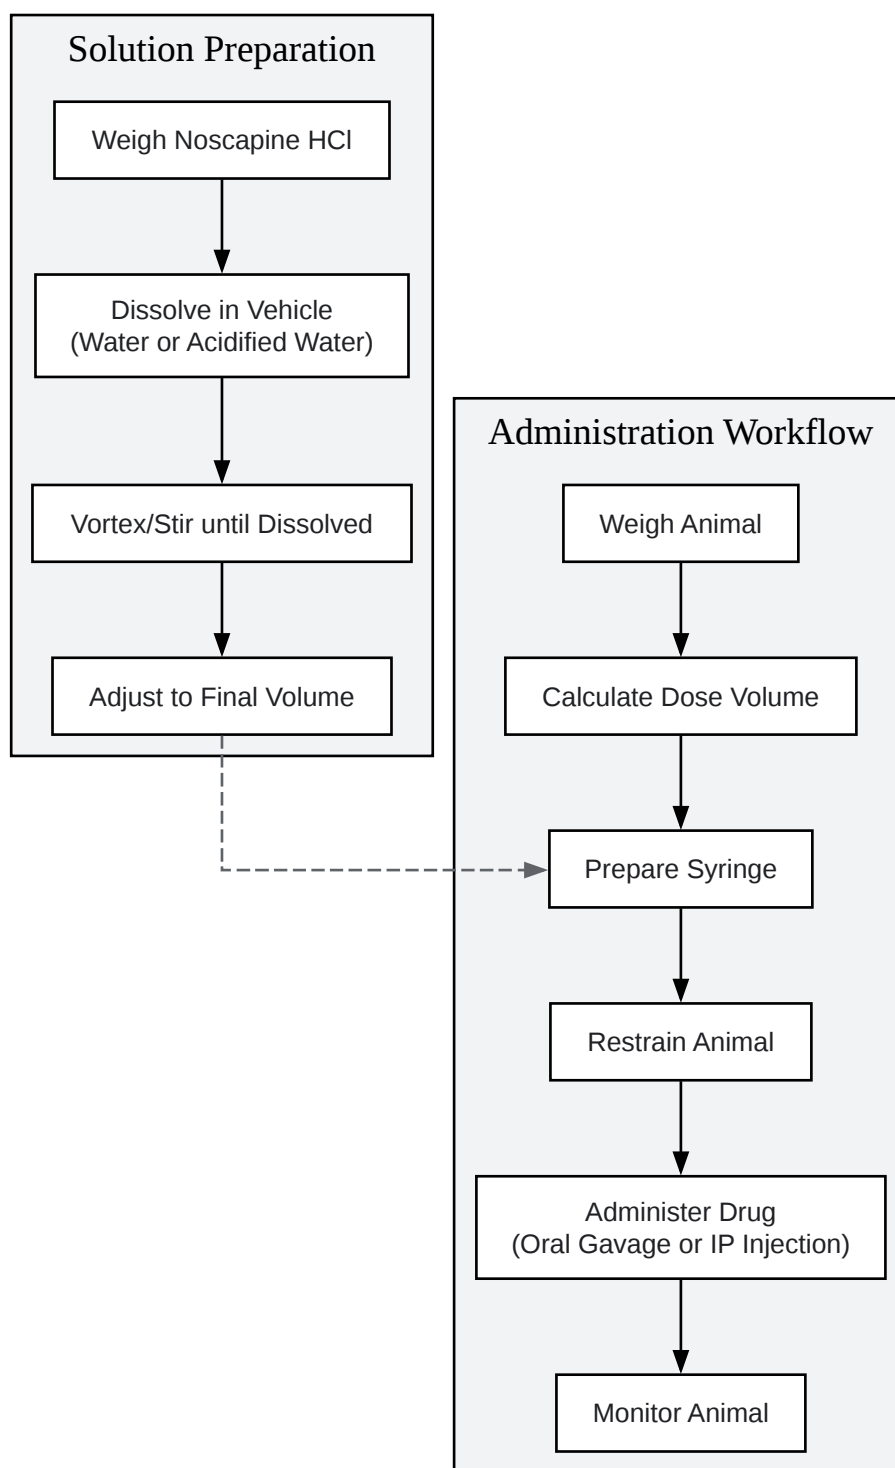 Solution Preparation
Weigh Noscapine HCl
Dissolve in Vehicle
(Water or Acidified Water)
Vortex/Stir until Dissolved
Adjust to Final Volume
Administration Workflow
Weigh Animal
Calculate Dose Volume
Prepare Syringe
Restrain Animal
Administer Drug
(Oral Gavage or IP Injection)
Monitor Animal